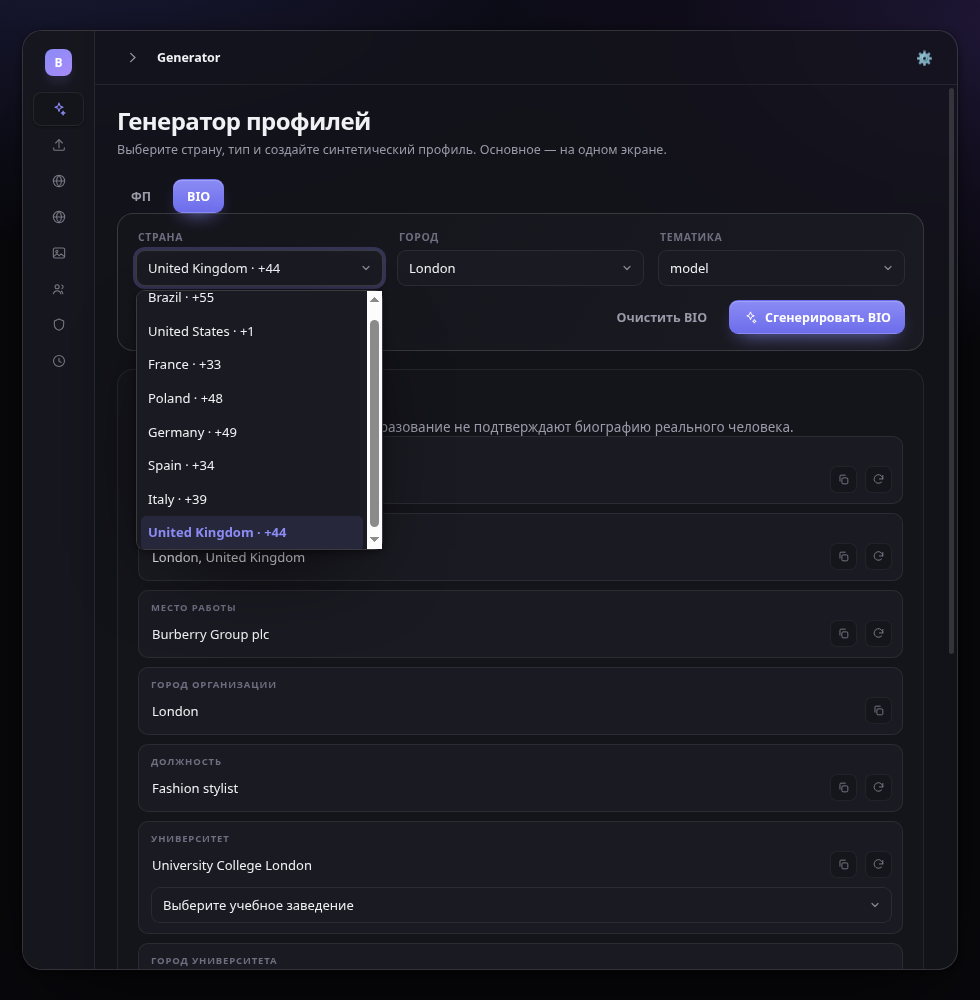 B
Generator
Генератор профилей
Выберите страну, тип и создайте синтетический профиль. Основное — на одном экране.
ФП
BIO
СТРАНА
ГОРОД
ТЕМАТИКА
United Kingdom · +44
London
model
Очистить BIO
Сгенерировать BIO
Brazil · +55
United States · +1
France · +33
Poland · +48
Germany · +49
Spain · +34
Italy · +39
United Kingdom · +44
не подтверждают биографию реального человека.
London, United Kingdom
МЕСТО РАБОТЫ
Burberry Group plc
ГОРОД ОРГАНИЗАЦИИ
London
ДОЛЖНОСТЬ
Fashion stylist
УНИВЕРСИТЕТ
University College London
Выберите учебное заведение
ГОРОД УНИВЕРСИТЕТА